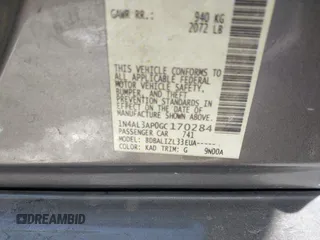 GAWR RR.: 940 KG
2072 LB
THIS VEHICLE CONFORMS TO ALL
APPLICABLE FEDERAL MOTOR
VEHICLE SAFETY,
BUMPER, AND THEFT
PREVENTION STANDARDS
IN EFFECT ON THE DATE OF
MANUFACTURE SHOWN ABOVE.
1N4AL3AP0GC170284
PASSENGER CAR 741
MODEL: BDBALIZL33EUA-----
COLOR: KAD TRIM: G 9N00A